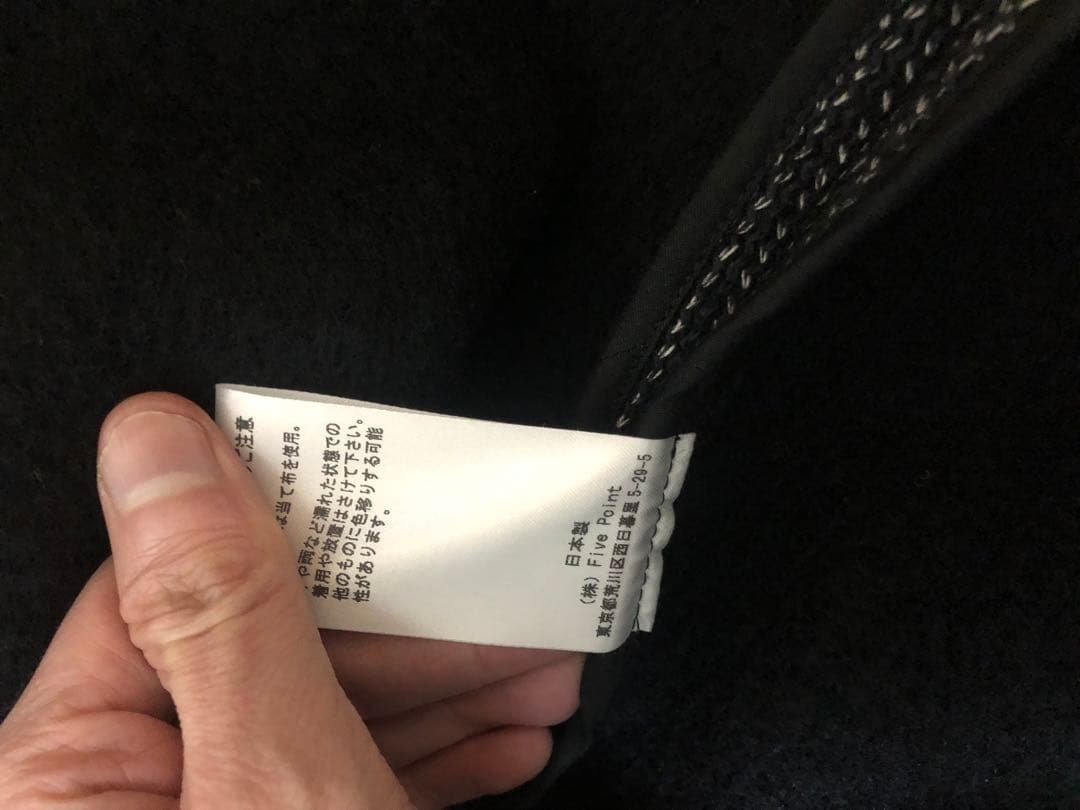 ご注意
当て布を使用。
や雨など濡れた状態での
着用や放置はさけて下さい。
他のものに色移りする可能
性があります。
日本製
(株) Five Point
東京都荒川区西日暮里5-29-5